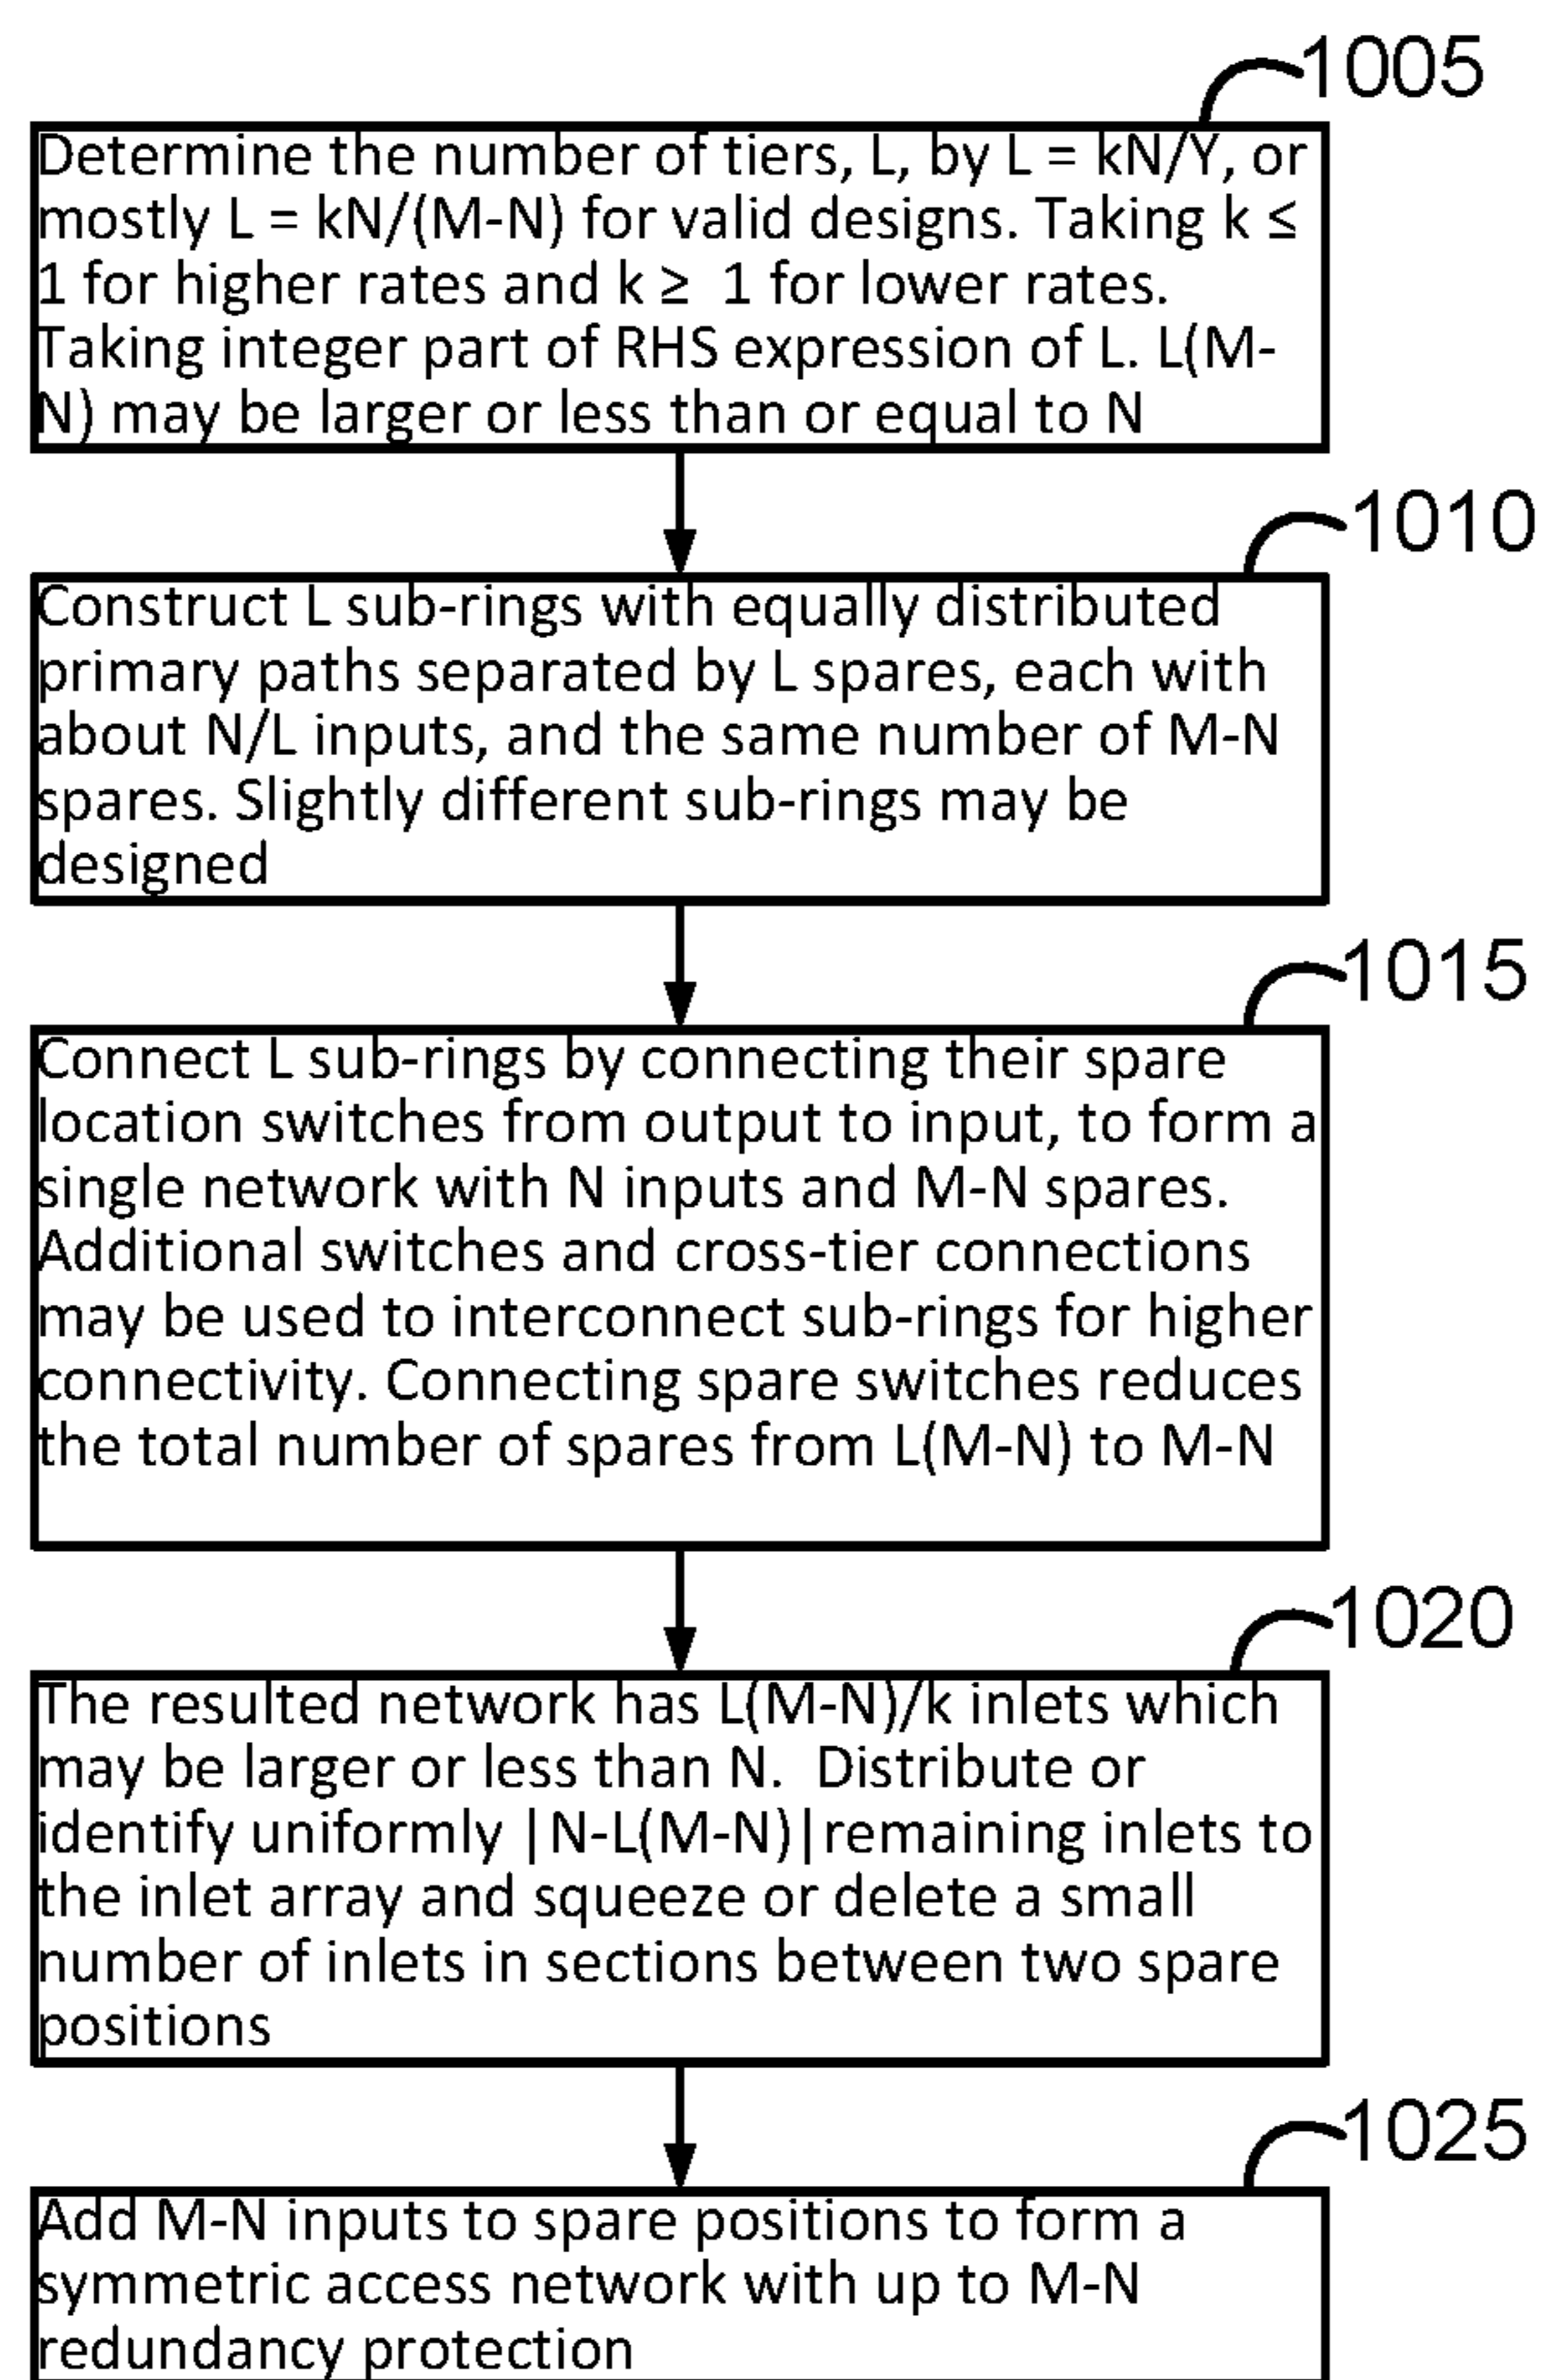 1005
Determine the number of tiers, L, by L = kN/Y, or
mostly L = kN/(M-N) for valid designs. Taking k ≤
1 for higher rates and k ≥  1 for lower rates.
Taking integer part of RHS expression of L. L(M-
N) may be larger or less than or equal to N
1010
Construct L sub-rings with equally distributed
primary paths separated by L spares, each with
about N/L inputs, and the same number of M-N
spares. Slightly different sub-rings may be
designed
1015
Connect L sub-rings by connecting their spare
location switches from output to input, to form a
single network with N inputs and M-N spares.
Additional switches and cross-tier connections
may be used to interconnect sub-rings for higher
connectivity. Connecting spare switches reduces
the total number of spares from L(M-N) to M-N
1020
The resulted network has L(M-N)/k inlets which
may be larger or less than N.  Distribute or
identify uniformly |N-L(M-N)|remaining inlets to
the inlet array and squeeze or delete a small
number of inlets in sections between two spare
positions
1025
Add M-N inputs to spare positions to form a
symmetric access network with up to M-N
redundancy protection